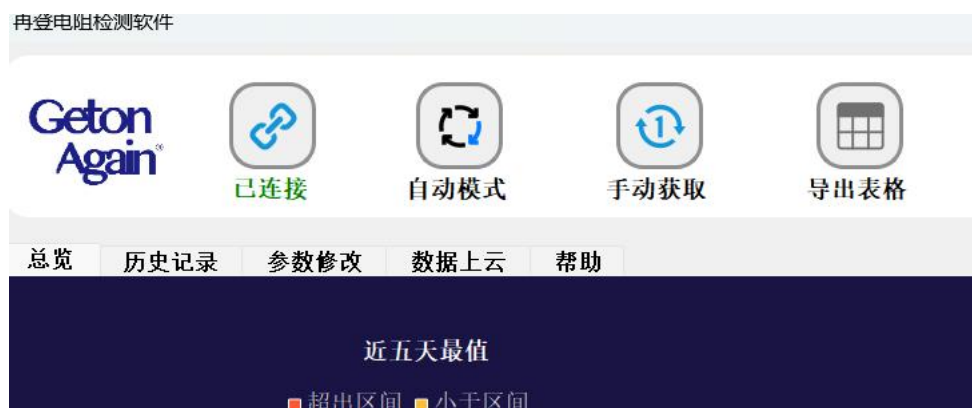 再登电阻检测软件
Geton
Again®
1
已连接 自动模式 手动获取 导出表格
总览 历史记录 参数修改 数据上云 帮助
近五天最值
超出区间 小于区间